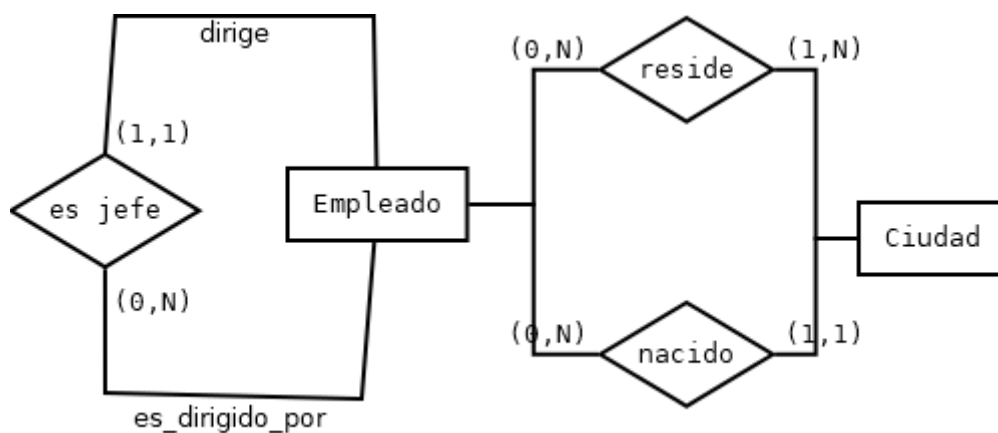 dirige
(0,N)
(1,N)
reside
(1,1)
es jefe
Empleado
Ciudad
(0,N)
(0,N)
(1,1)
nacido
es_dirigido_por